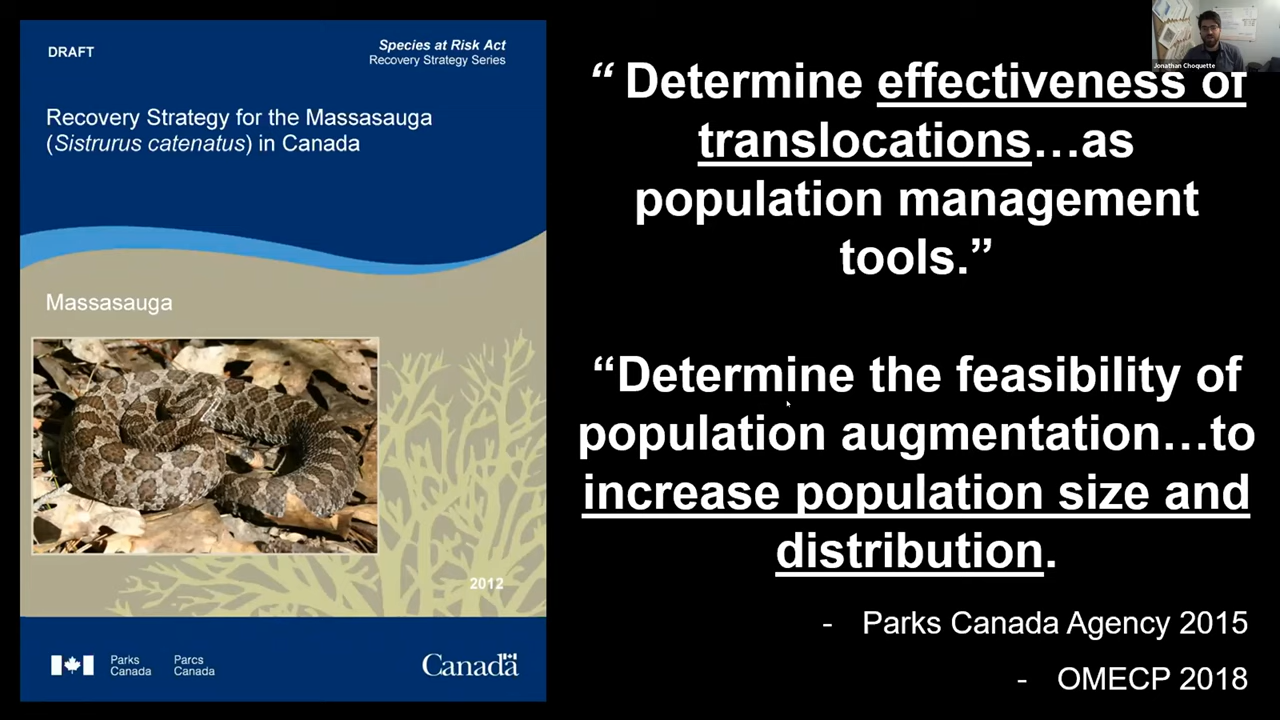 DRAFT
Species at Risk Act
Recovery Strategy Series
Recovery Strategy for the Massasauga
(Sistrurus catenatus) in Canada
Massasauga
2012
Parks
Canada
Parcs
Canada
Canada
Jonathan Choquette
“ Determine effectiveness of
translocations…as
population management
tools.”
“Determine the feasibility of
population augmentation…to
increase population size and
distribution.
- Parks Canada Agency 2015
- OMECP 2018